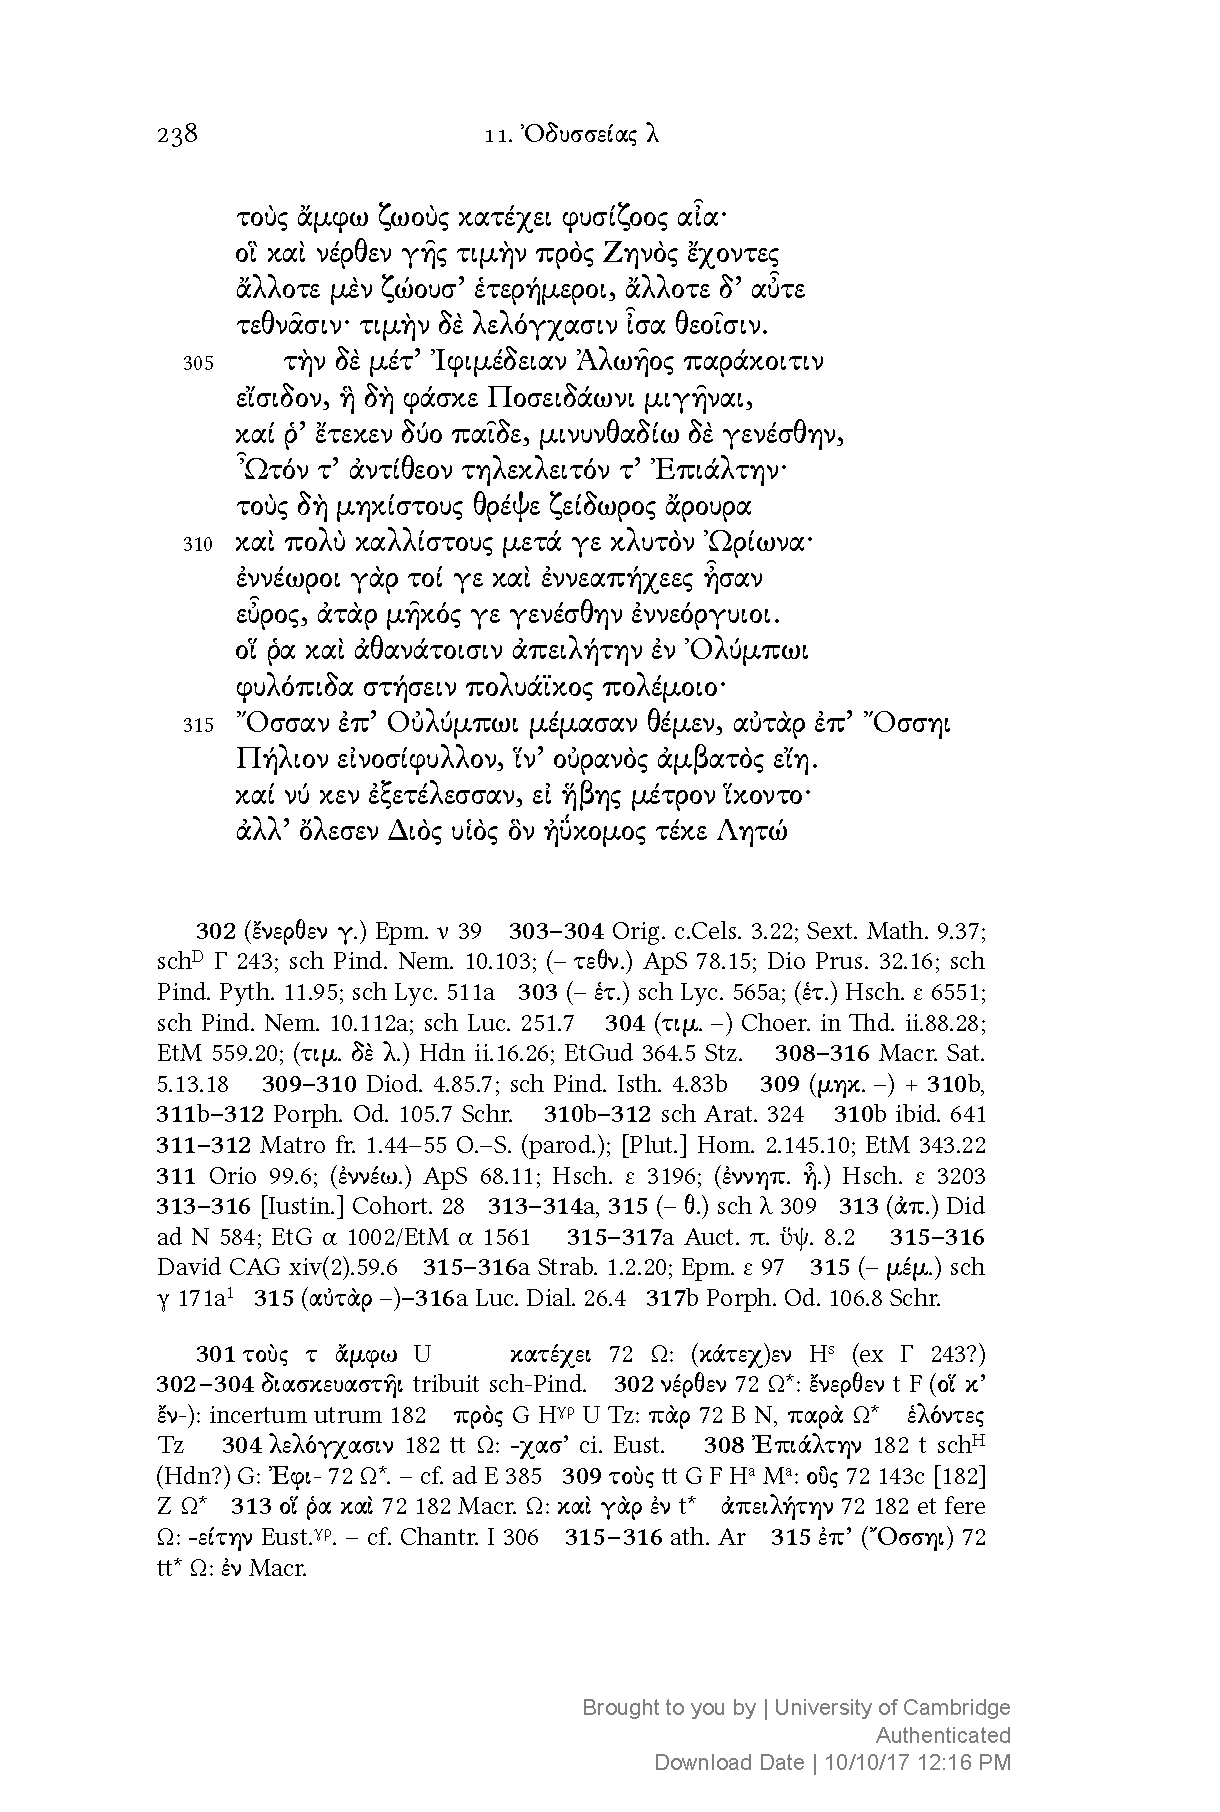 238 11. Ὀδυσσείας λ
τοὺς ἄμφω ζωοὺς κατέχει φυσίζοος αἶα·
οἳ καὶ νέρθεν γῆς τιμὴν πρὸς Ζηνὸς ἔχοντες
ἄλλοτε μὲν ζώουσ’ ἑτερήμεροι, ἄλλοτε δ’ αὖτε
τεθνᾶσιν· τιμὴν δὲ λελόγχασιν ἶσα θεοῖσιν.
305 τὴν δὲ μέτ’ Ἰφιμέδειαν Ἀλωῆος παράκοιτιν
εἴσιδον, ἣ δὴ φάσκε Ποσειδάωνι μιγῆναι,
καί ῥ’ ἔτεκεν δύο παῖδε, μινυνθαδίω δὲ γενέσθην,
Ὦτόν τ’ ἀντίθεον τηλεκλειτόν τ’ Ἐπιάλτην·
τοὺς δὴ μηκίστους θρέψε ζείδωρος ἄρουρα
310 καὶ πολὺ καλλίστους μετά γε κλυτὸν Ὠρίωνα·
ἐννέωροι γὰρ τοί γε καὶ ἐννεαπήχεες ἦσαν
εὖρος, ἀτὰρ μῆκός γε γενέσθην ἐννεόργυιοι.
οἵ ῥα καὶ ἀθανάτοισιν ἀπειλήτην ἐν Ὀλύμπωι
φυλόπιδα στήσειν πολυάϊκος πολέμοιο·
315 Ὄσσαν ἐπ’ Οὐλύμπωι μέμασαν θέμεν, αὐτὰρ ἐπ’ Ὄσσηι
Πήλιον εἰνοσίφυλλον, ἵν’ οὐρανὸς ἀμβατὸς εἴη.
καί νύ κεν ἐξετέλεσσαν, εἰ ἥβης μέτρον ἵκοντο·
ἀλλ’ ὄλεσεν Διὸς υἱὸς ὃν ἠΰκομος τέκε Λητώ
302 (ἔνερθεν γ.) Epm. ν 39 303–304 Orig. c.Cels. 3.22; Sext. Math. 9.37;
schᴰ Γ 243; sch Pind. Nem. 10.103; (– τεθν.) ApS 78.15; Dio Prus. 32.16; sch
Pind. Pyth. 11.95; sch Lyc. 511a 303 (– ἑτ.) sch Lyc. 565a; (ἑτ.) Hsch. ε 6551;
sch Pind. Nem. 10.112a; sch Luc. 251.7 304 (τιμ. –) Choer. in Thd. ii.88.28;
EtM 559.20; (τιμ. δὲ λ.) Hdn ii.16.26; EtGud 364.5 Stz. 308–316 Macr. Sat.
5.13.18 309–310 Diod. 4.85.7; sch Pind. Isth. 4.83b 309 (μηκ. –) + 310b,
311b–312 Porph. Od. 105.7 Schr. 310b–312 sch Arat. 324 310b ibid. 641
311–312 Matro fr. 1.44–55 O.–S. (parod.); [Plut.] Hom. 2.145.10; EtM 343.22
311 Orio 99.6; (ἐννέω.) ApS 68.11; Hsch. ε 3196; (ἐννηπ. ἦ.) Hsch. ε 3203
313–316 [Iustin.] Cohort. 28 313–314a, 315 (– θ.) sch λ 309 313 (ἀπ.) Did
ad N 584; EtG α 1002/EtM α 1561 315–317a Auct. π. ὕψ. 8.2 315–316
David CAG xiv(2).59.6 315–316a Strab. 1.2.20; Epm. ε 97 315 (– μέμ.) sch
γ 171a¹ 315 (αὐτὰρ –)–316a Luc. Dial. 26.4 317b Porph. Od. 106.8 Schr.
301 τοὺς τ ἄμφω U κατέχει 72 Ω: (κάτεχ)εν Hˢ (ex Γ 243?)
302–304 διασκευαστῆι tribuit sch-Pind. 302 νέρθεν 72 Ω*: ἔνερθεν t F (οἵ κ’
ἔν-): incertum utrum 182 πρὸς G Hᵞᵖ U Tz: πὰρ 72 B N, παρὰ Ω* ἑλόντες
Tz 304 λελόγχασιν 182 tt Ω: -χασ’ ci. Eust. 308 Ἐπιάλτην 182 t schᴴ
(Hdn?) G: Ἐφι- 72 Ω*. – cf. ad E 385 309 τοὺς tt G F Hᵃ Mᵃ: οὓς 72 143c [182]
Z Ω* 313 οἵ ῥα καὶ 72 182 Macr. Ω: καὶ γὰρ ἐν t* ἀπειλήτην 72 182 et fere
Ω: -είτην Eust.ᵞᵖ. – cf. Chantr. I 306 315–316 ath. Ar 315 ἐπ’ (Ὄσσηι) 72
tt* Ω: ἐν Macr.
Brought to you by | University of Cambridge
Authenticated
Download Date | 10/10/17 12:16 PM